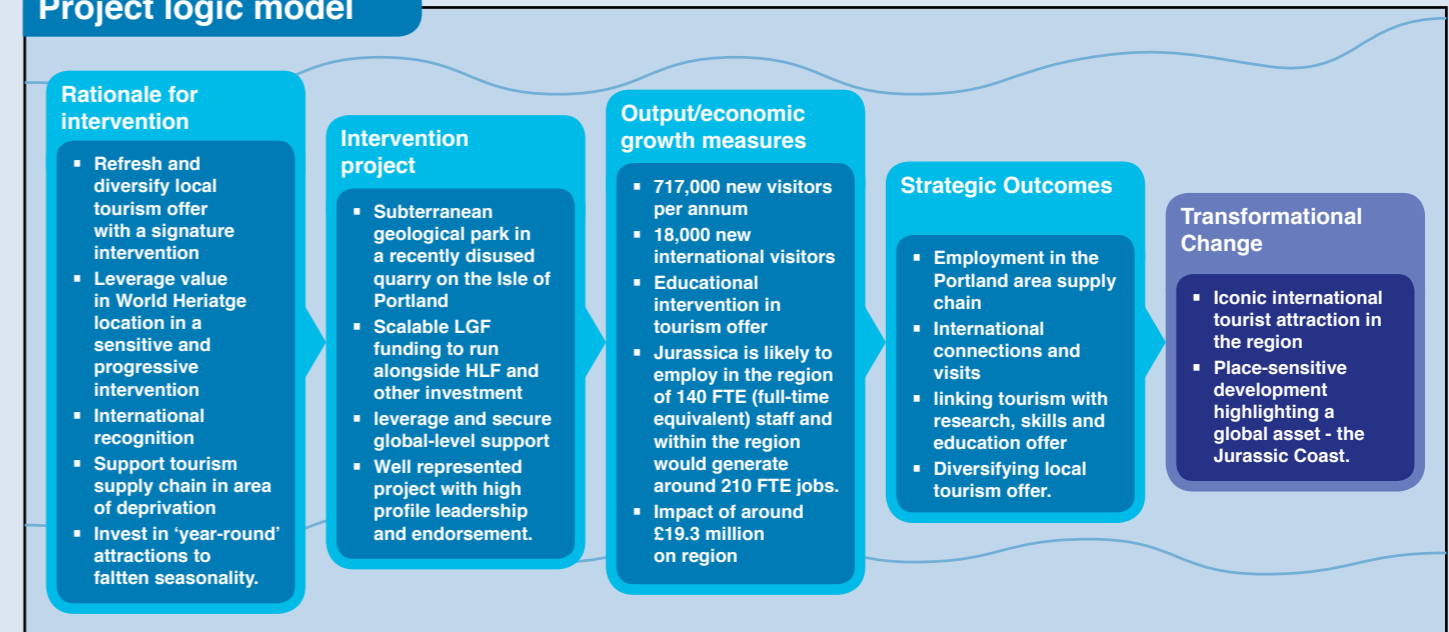 Project logic model
Rationale for
intervention
▪ Refresh and
diversify local
tourism offer
with a signature
intervention
▪ Leverage value
in World Heriatge
location in a
sensitive and
progressive
intervention
▪ International
recognition
▪ Support tourism
supply chain in area
of deprivation
▪ Invest in ‘year-round’
attractions to
faltten seasonality.
Intervention
project
▪ Subterranean
geological park in
a recently disused
quarry on the Isle of
Portland
▪ Scalable LGF
funding to run
alongside HLF and
other investment
▪ leverage and secure
global-level support
▪ Well represented
project with high
profile leadership
and endorsement.
Output/economic
growth measures
▪ 717,000 new visitors
per annum
▪ 18,000 new
international visitors
▪ Educational
intervention in
tourism offer
▪ Jurassica is likely to
employ in the region
of 140 FTE (full-time
equivalent) staff and
within the region
would generate
around 210 FTE jobs.
▪ Impact of around
£19.3 million
on region
Strategic Outcomes
▪ Employment in the
Portland area supply
chain
▪ International
connections and
visits
▪ linking tourism with
research, skills and
education offer
▪ Diversifying local
tourism offer.
Transformational
Change
▪ Iconic international
tourist attraction in
the region
▪ Place-sensitive
development
highlighting a
global asset - the
Jurassic Coast.